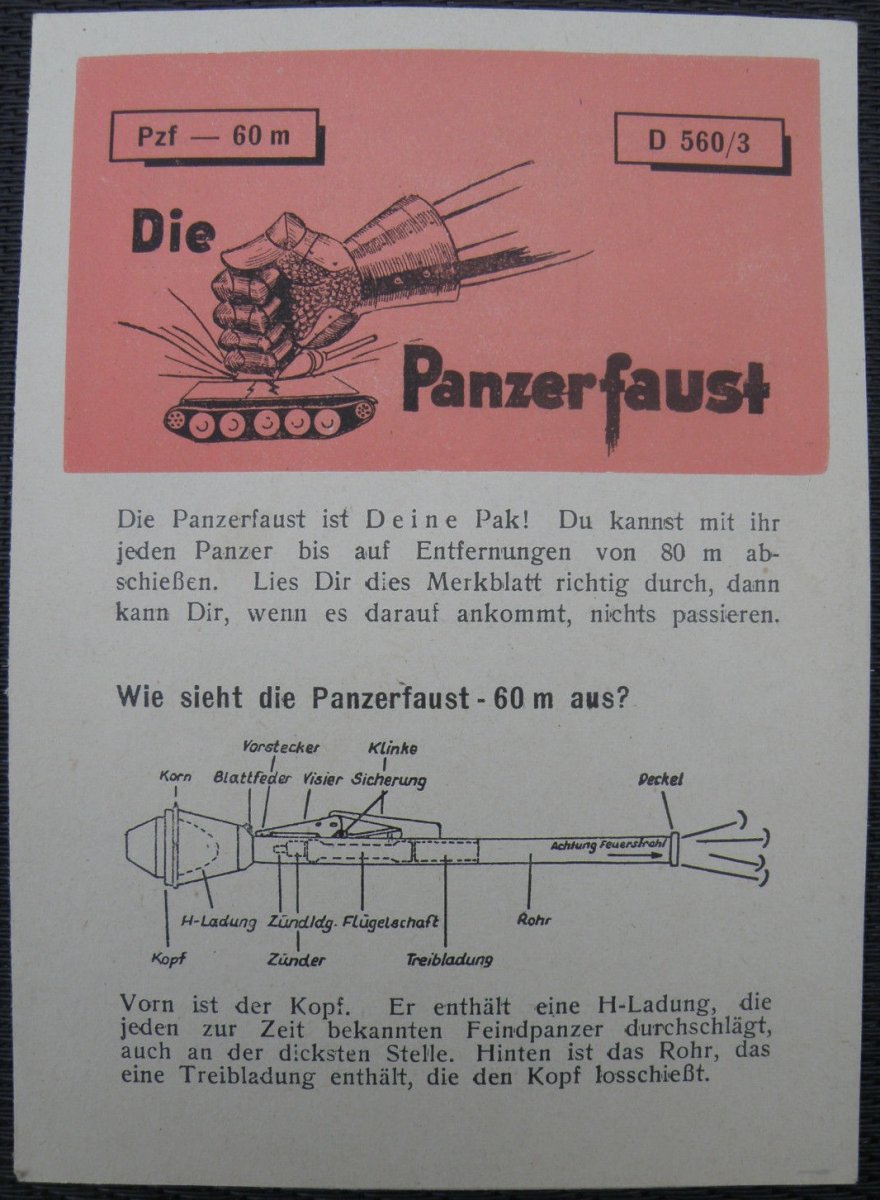 Pzf — 60 m
D 560/3
Die
Panzerfaust
Die Panzerfaust ist Deine Pak! Du kannst mit ihr
jeden Panzer bis auf Entfernungen von 80 m ab-
schießen. Lies Dir dies Merkblatt richtig durch, dann
kann Dir, wenn es darauf ankommt, nichts passieren.
Wie sieht die Panzerfaust - 60 m aus?
Vorstecker Klinke
Korn Blattfeder Visier Sicherung Deckel
Achtung Feuerstrahl
H-Ladung Zündldg. Flügelschaft Rohr
Kopf Zünder Treibladung
Vorn ist der Kopf. Er enthält eine H-Ladung, die
jeden zur Zeit bekannten Feindpanzer durchschlägt,
auch an der dicksten Stelle. Hinten ist das Rohr, das
eine Treibladung enthält, die den Kopf losschießt.